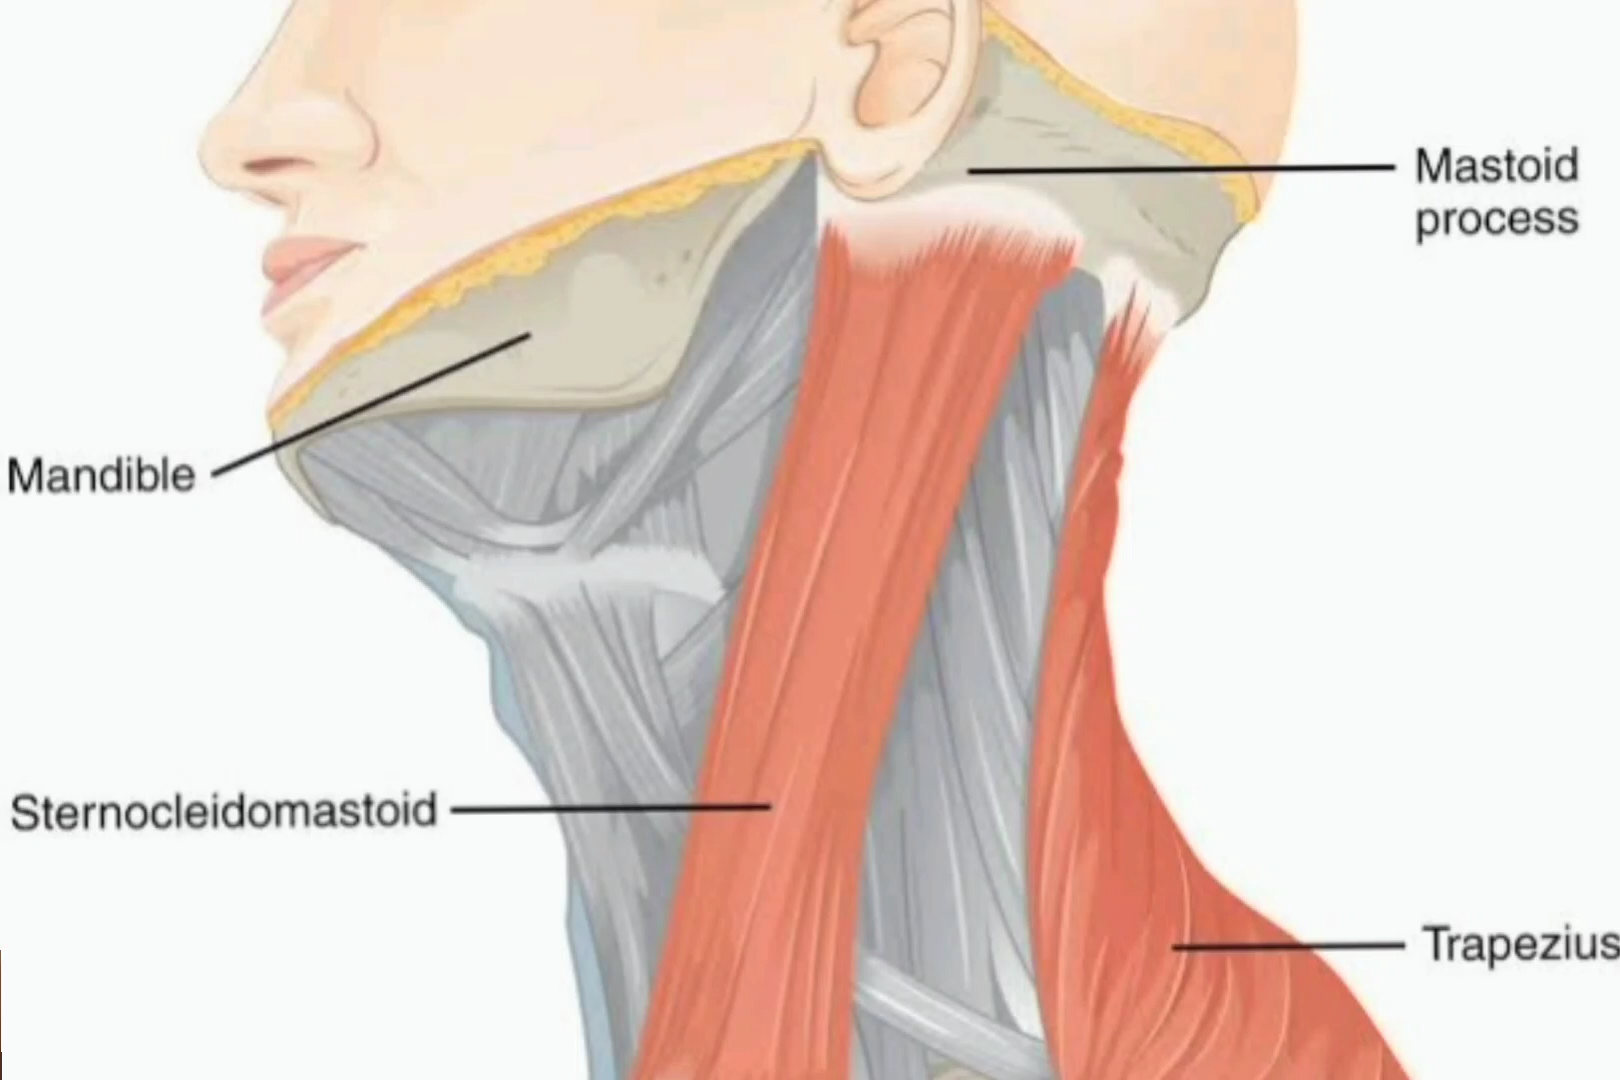 Mastoid
process
Mandible
Sternocleidomastoid
Trapezius